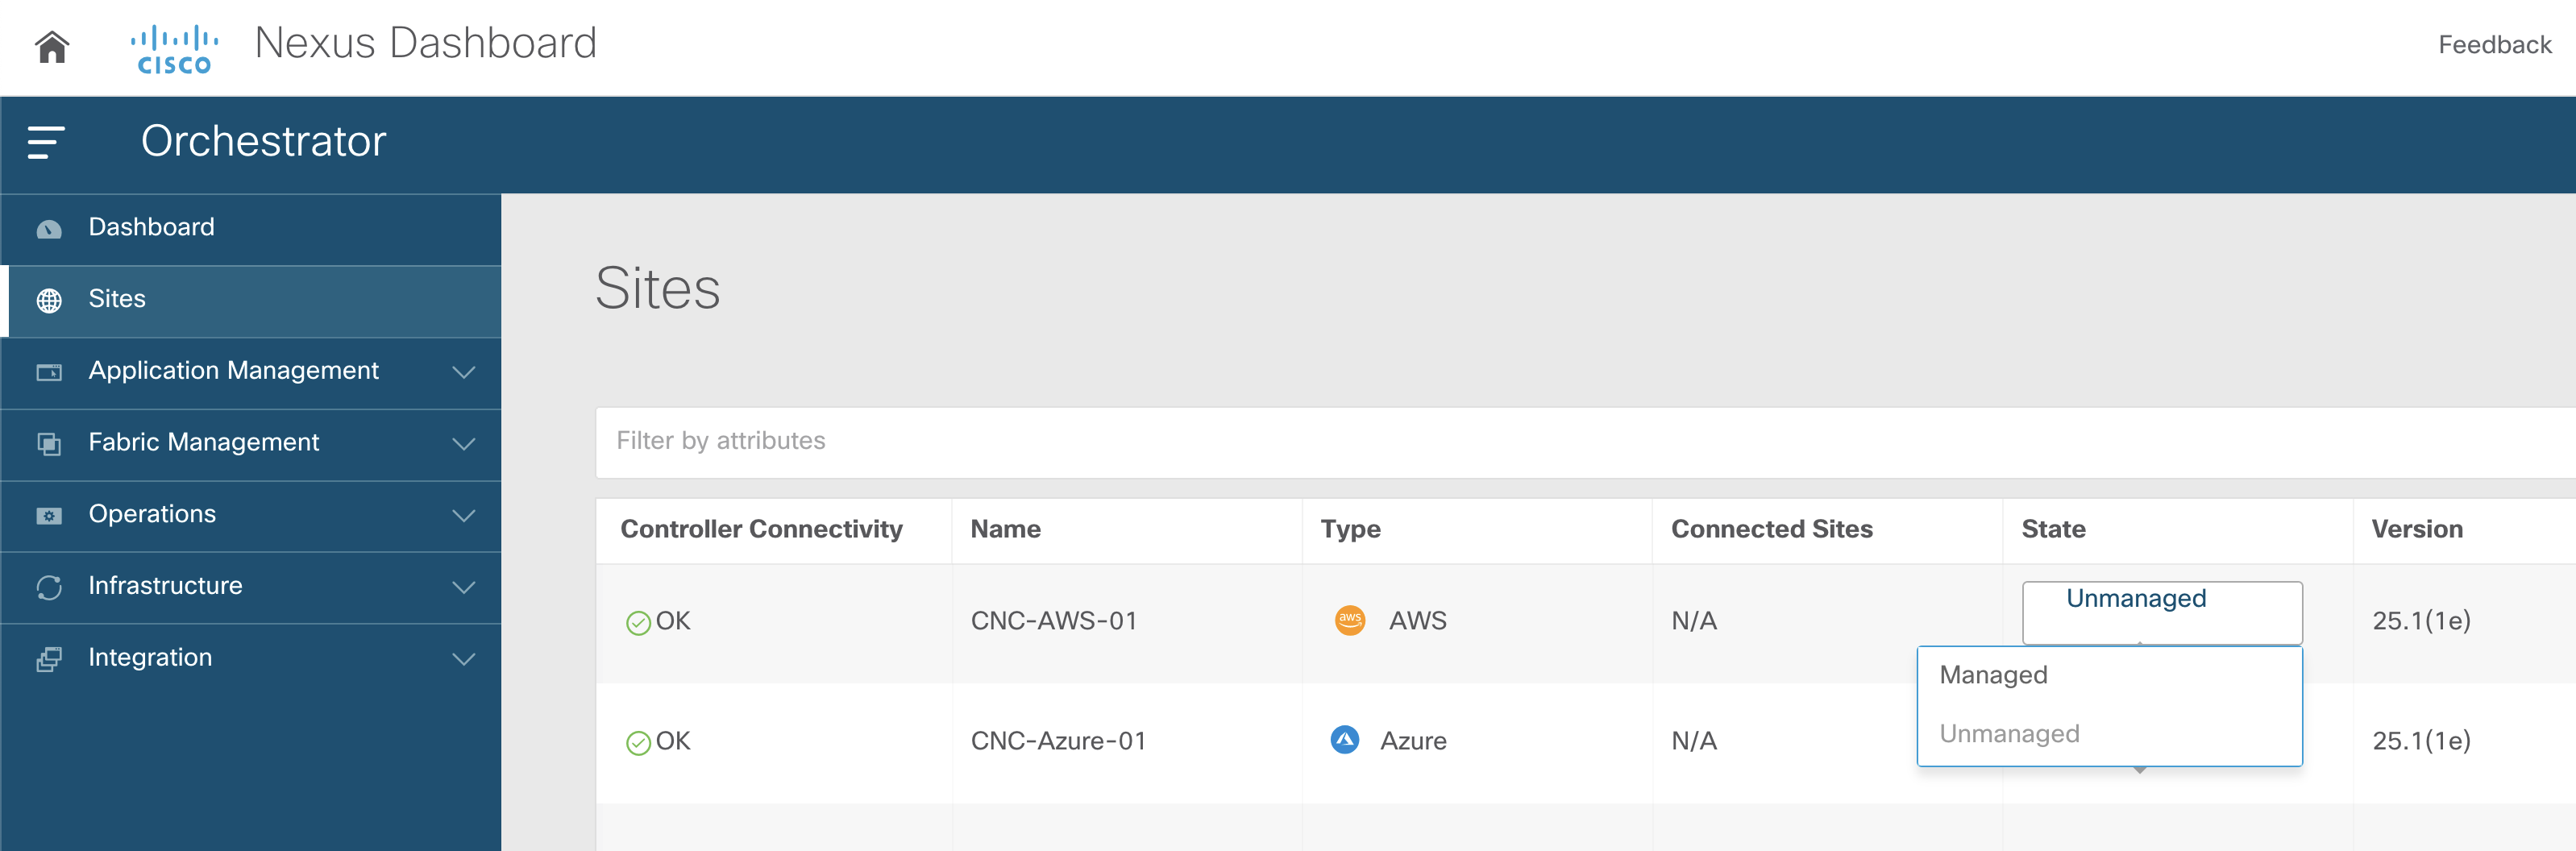 CISCO
Nexus Dashboard
Feedback
Orchestrator
Dashboard
Sites
Application Management
Fabric Management
Operations
Infrastructure
Integration
Sites
Filter by attributes
Controller Connectivity Name Type Connected Sites State Version
OK CNC-AWS-01 aws AWS N/A Unmanaged 25.1(1e)
Managed
Unmanaged
OK CNC-Azure-01 Azure N/A 25.1(1e)